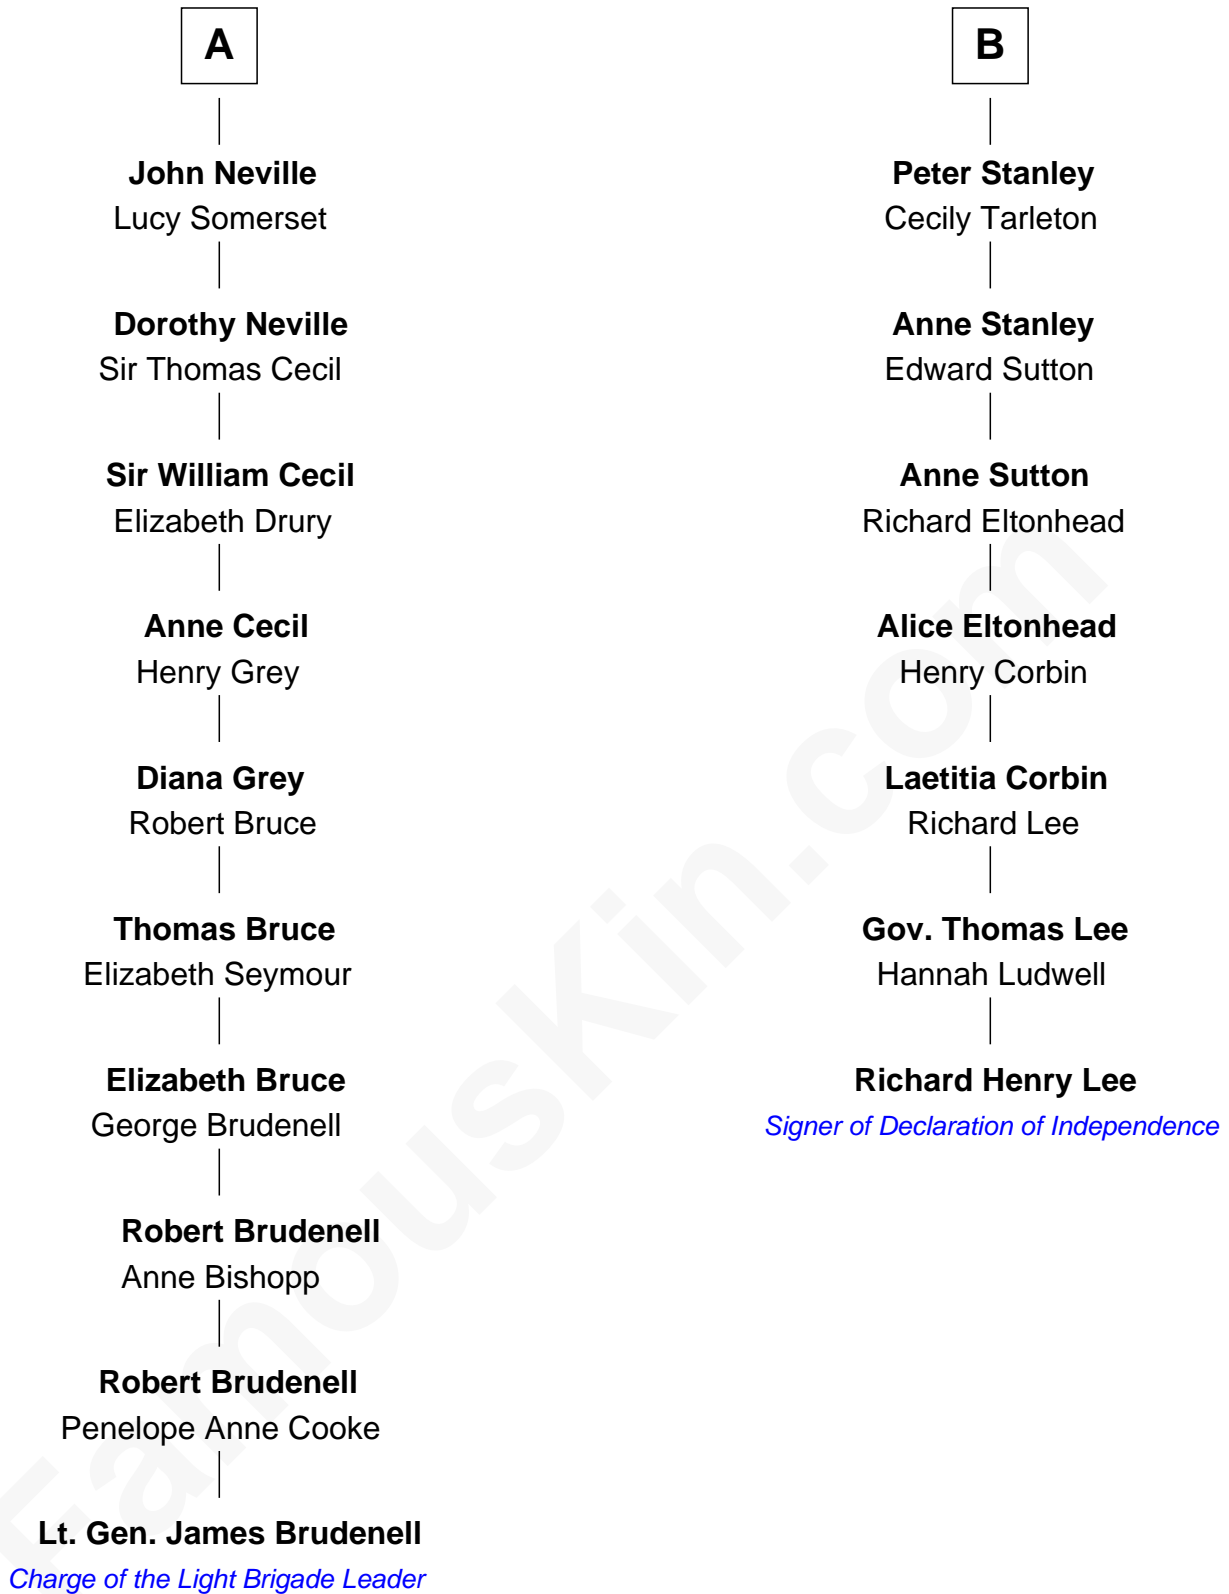 A
John Neville
Lucy Somerset
Dorothy Neville
Sir Thomas Cecil
Sir William Cecil
Elizabeth Drury
Anne Cecil
Henry Grey
Diana Grey
Robert Bruce
Thomas Bruce
Elizabeth Seymour
Elizabeth Bruce
George Brudenell
Robert Brudenell
Anne Bishopp
Robert Brudenell
Penelope Anne Cooke
Lt. Gen. James Brudenell
Charge of the Light Brigade Leader
B
Peter Stanley
Cecily Tarleton
Anne Stanley
Edward Sutton
Anne Sutton
Richard Eltonhead
Alice Eltonhead
Henry Corbin
Laetitia Corbin
Richard Lee
Gov. Thomas Lee
Hannah Ludwell
Richard Henry Lee
Signer of Declaration of Independence
FamousKin.com